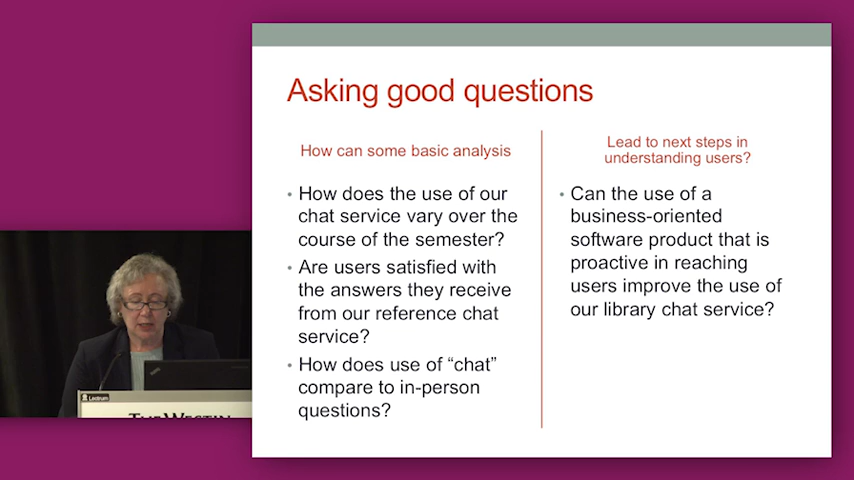 Asking good questions
How can some basic analysis
• How does the use of our
chat service vary over the
course of the semester?
• Are users satisfied with
the answers they receive
from our reference chat
service?
• How does use of “chat”
compare to in-person
questions?
Lead to next steps in
understanding users?
• Can the use of a
business-oriented
software product that is
proactive in reaching
users improve the use of
our library chat service?
Lectrum
THE WESTIN